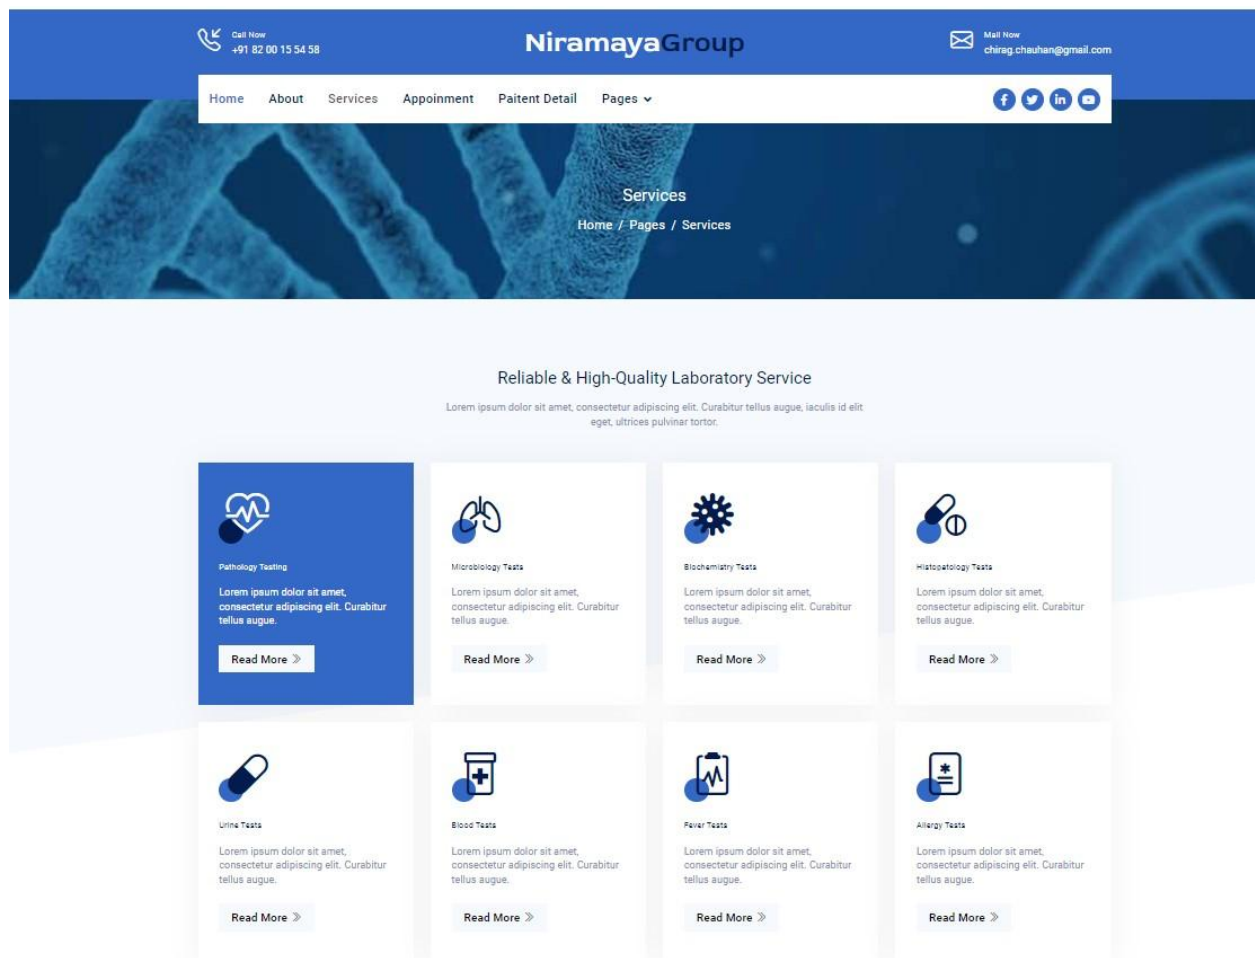 Call Now
+91 82 00 15 54 58
NiramayaGroup
Mail Now
chirag.chauhan@gmail.com
Home About Services Appoinment Paitent Detail Pages
Services
Home / Pages / Services
Reliable & High-Quality Laboratory Service
Lorem ipsum dolor sit amet, consectetur adipiscing elit. Curabitur tellus augue, iaculis id elit
eget, ultrices pulvinar tortor.
Pathology Testing
Lorem ipsum dolor sit amet,
consectetur adipiscing elit. Curabitur
tellus augue.
Read More
Microbiology Tests
Lorem ipsum dolor sit amet,
consectetur adipiscing elit. Curabitur
tellus augue.
Read More
Biochemistry Tests
Lorem ipsum dolor sit amet,
consectetur adipiscing elit. Curabitur
tellus augue.
Read More
Histopatology Tests
Lorem ipsum dolor sit amet,
consectetur adipiscing elit. Curabitur
tellus augue.
Read More
Urine Tests
Lorem ipsum dolor sit amet,
consectetur adipiscing elit. Curabitur
tellus augue.
Read More
Blood Tests
Lorem ipsum dolor sit amet,
consectetur adipiscing elit. Curabitur
tellus augue.
Read More
Fever Tests
Lorem ipsum dolor sit amet,
consectetur adipiscing elit. Curabitur
tellus augue.
Read More
Allergy Tests
Lorem ipsum dolor sit amet,
consectetur adipiscing elit. Curabitur
tellus augue.
Read More